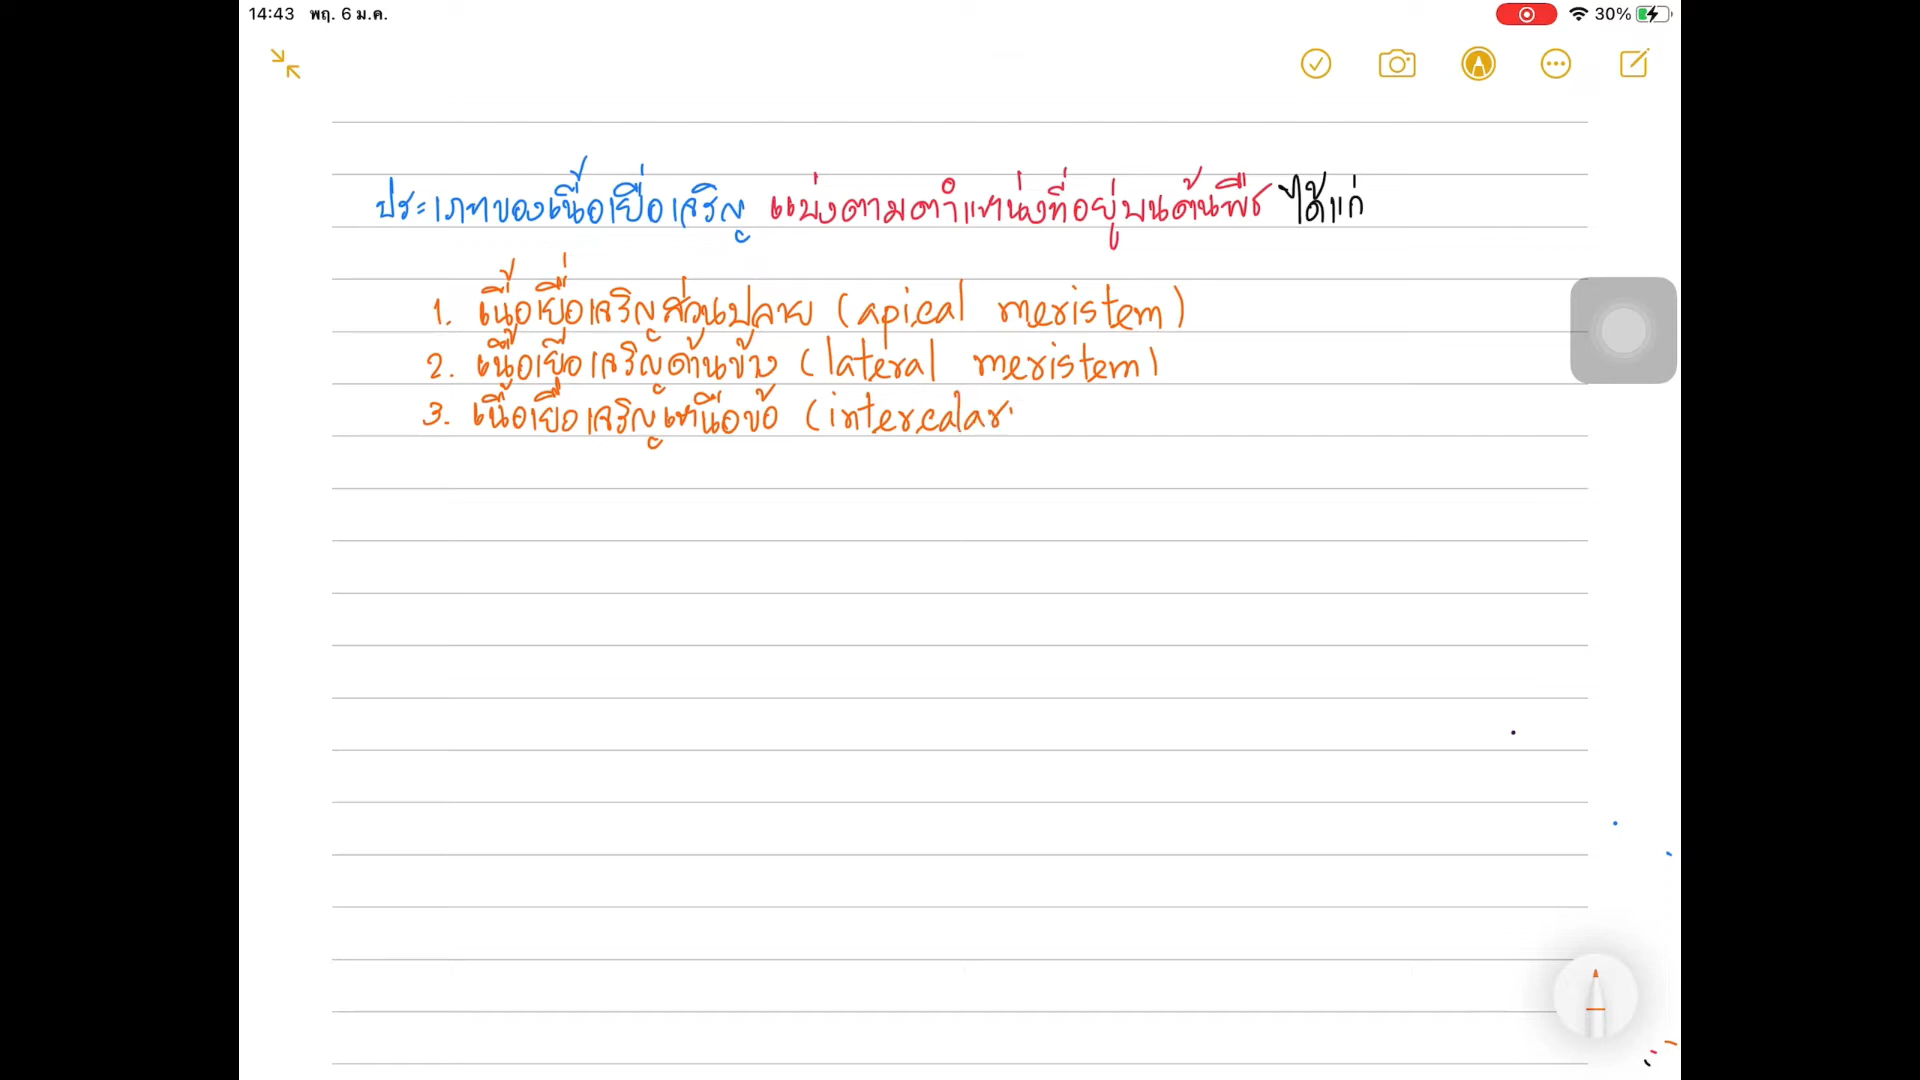 14:43 พฤ. 6 ม.ค. 30%
ประเภทของเนื้อเยื่อเจริญ แบ่งตามตำแหน่งที่อยู่บนต้นพืช ได้แก่
1. เนื้อเยื่อเจริญส่วนปลาย (apical meristem)
2. เนื้อเยื่อเจริญด้านข้าง (lateral meristem)
3. เนื้อเยื่อเจริญเหนือข้อ (intercalar